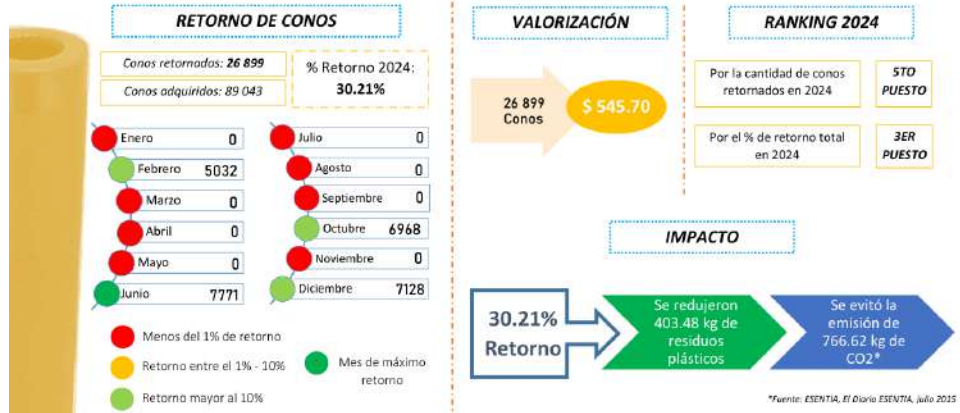 RETORNO DE CONOS
Conos retornados: 26 899
Conos adquiridos: 89 043
% Retorno 2024:
30.21%
Enero 0
Febrero 5032
Marzo 0
Abril 0
Mayo 0
Junio 7771
Julio 0
Agosto 0
Septiembre 0
Octubre 6968
Noviembre 0
Diciembre 7128
Menos del 1% de retorno
Retorno entre el 1% - 10%
Retorno mayor al 10%
Mes de máximo
retorno
VALORIZACIÓN
26 899
Conos
$ 545.70
RANKING 2024
Por la cantidad de conos
retornados en 2024
5TO
PUESTO
Por el % de retorno total
en 2024
3ER
PUESTO
IMPACTO
30.21%
Retorno
Se redujeron
403.48 kg de
residuos
plásticos
Se evitó la
emisión de
766.62 kg de
CO2*
*Fuente: ESENTIA, El Diario ESENTIA, julio 2015